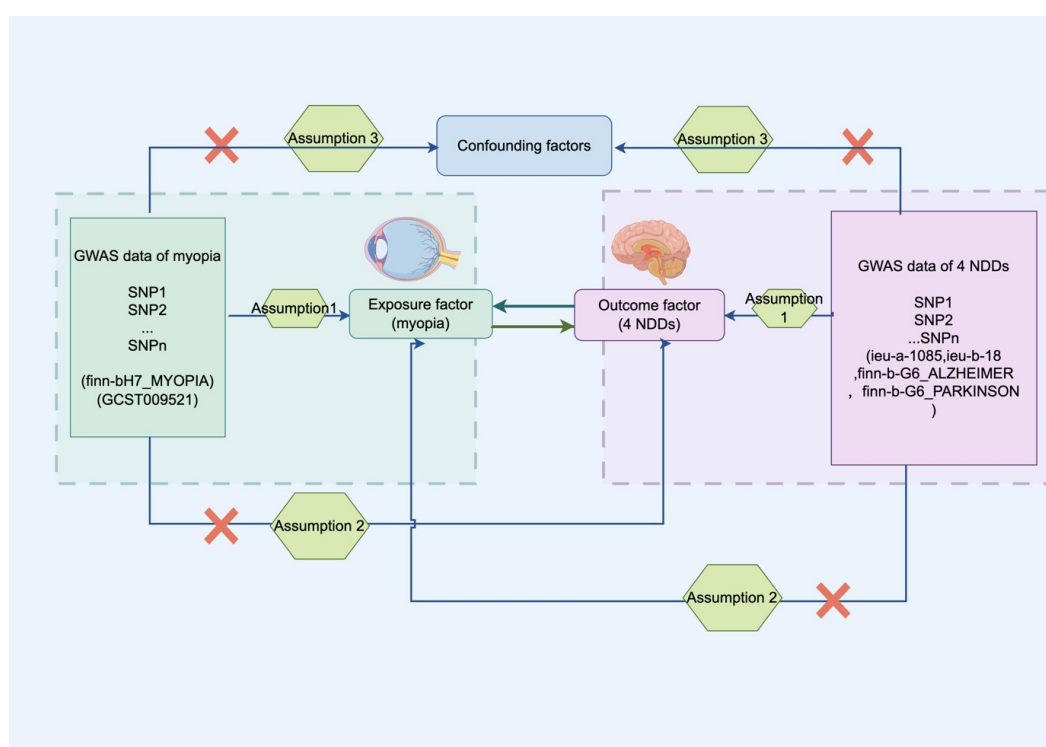 Assumption 3
Confounding factors
Assumption 3
GWAS data of myopia
SNP1
SNP2
...
SNPn
(finn-bH7_MYOPIA)
(GCST009521)
Assumption1
Exposure factor
(myopia)
Outcome factor
(4 NDDs)
Assumption
1
GWAS data of 4 NDDs
SNP1
SNP2
...SNPn
(ieu-a-1085,ieu-b-18
,finn-b-G6_ALZHEIMER
，finn-b-G6_PARKINSON
)
Assumption 2
Assumption 2